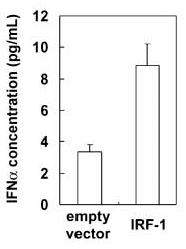 12
10
8
6
4
2
0
IFNα concentration (pg/mL)
empty
vector
IRF-1